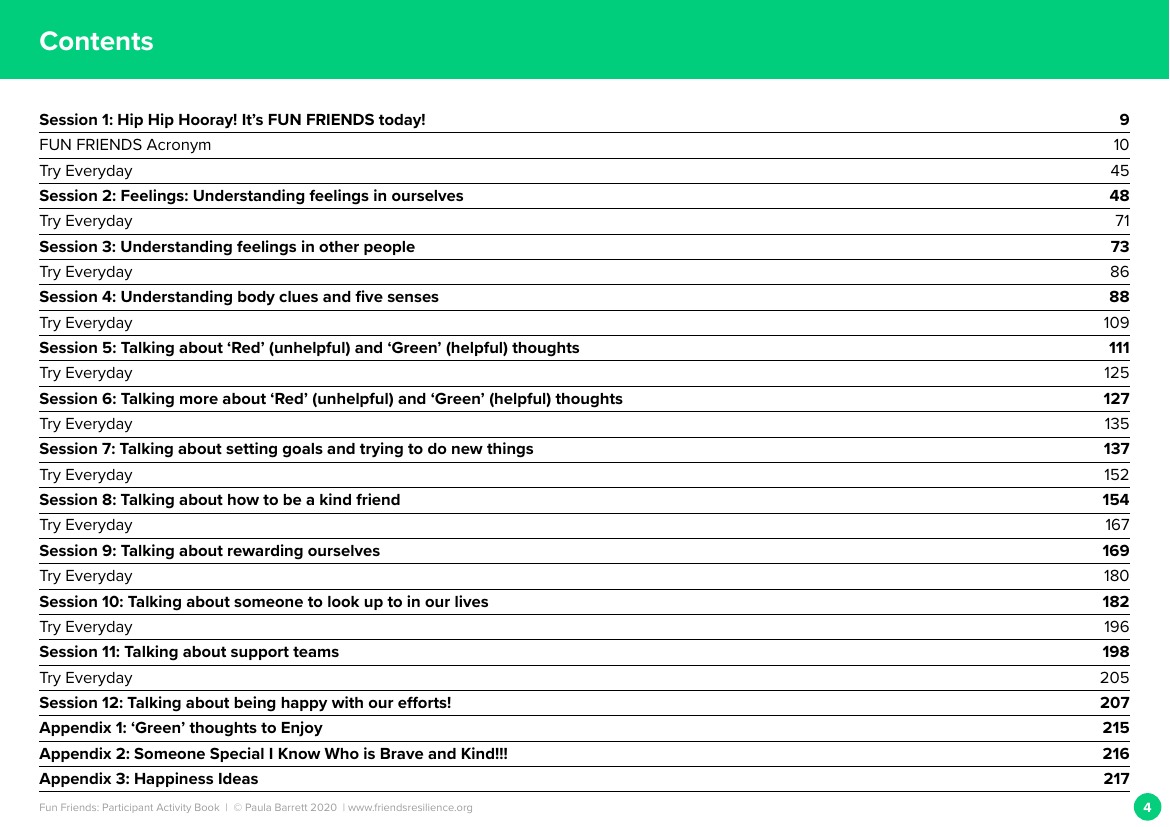 Contents
Session 1: Hip Hip Hooray! It’s FUN FRIENDS today! 9
FUN FRIENDS Acronym 10
Try Everyday 45
Session 2: Feelings: Understanding feelings in ourselves 48
Try Everyday 71
Session 3: Understanding feelings in other people 73
Try Everyday 86
Session 4: Understanding body clues and five senses 88
Try Everyday 109
Session 5: Talking about ‘Red’ (unhelpful) and ‘Green’ (helpful) thoughts 111
Try Everyday 125
Session 6: Talking more about ‘Red’ (unhelpful) and ‘Green’ (helpful) thoughts 127
Try Everyday 135
Session 7: Talking about setting goals and trying to do new things 137
Try Everyday 152
Session 8: Talking about how to be a kind friend 154
Try Everyday 167
Session 9: Talking about rewarding ourselves 169
Try Everyday 180
Session 10: Talking about someone to look up to in our lives 182
Try Everyday 196
Session 11: Talking about support teams 198
Try Everyday 205
Session 12: Talking about being happy with our efforts! 207
Appendix 1: ‘Green’ thoughts to Enjoy 215
Appendix 2: Someone Special I Know Who is Brave and Kind!!! 216
Appendix 3: Happiness Ideas 217
Fun Friends: Participant Activity Book | © Paula Barrett 2020 | www.friendsresilience.org 4